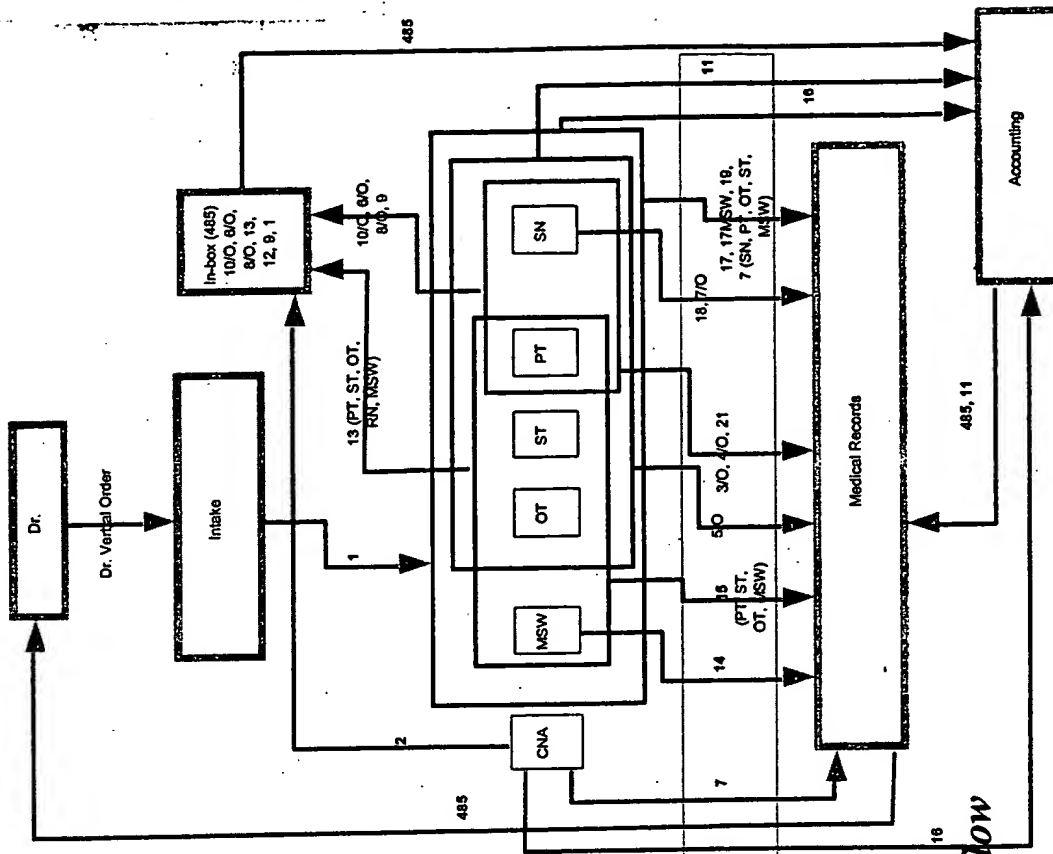 485
Dr.
Dr. Verbal Order
Intake
In-box (485)
10/O, 6/O,
8/O, 13,
12, 9, 1
485
1
13 (PT, ST, OT,
RN, MSW)
10/O, 6/O,
8/O, 9
2
CNA
MSW
OT
ST
PT
SN
11
16
7
14
15
(PT, ST,
OT, MSW)
5/O
3/O, 4/O, 21
18, 7/O
17, 17MSW, 19,
7 (SN, PT, OT, ST,
MSW)
Medical Records
485, 11
Accounting
16
low